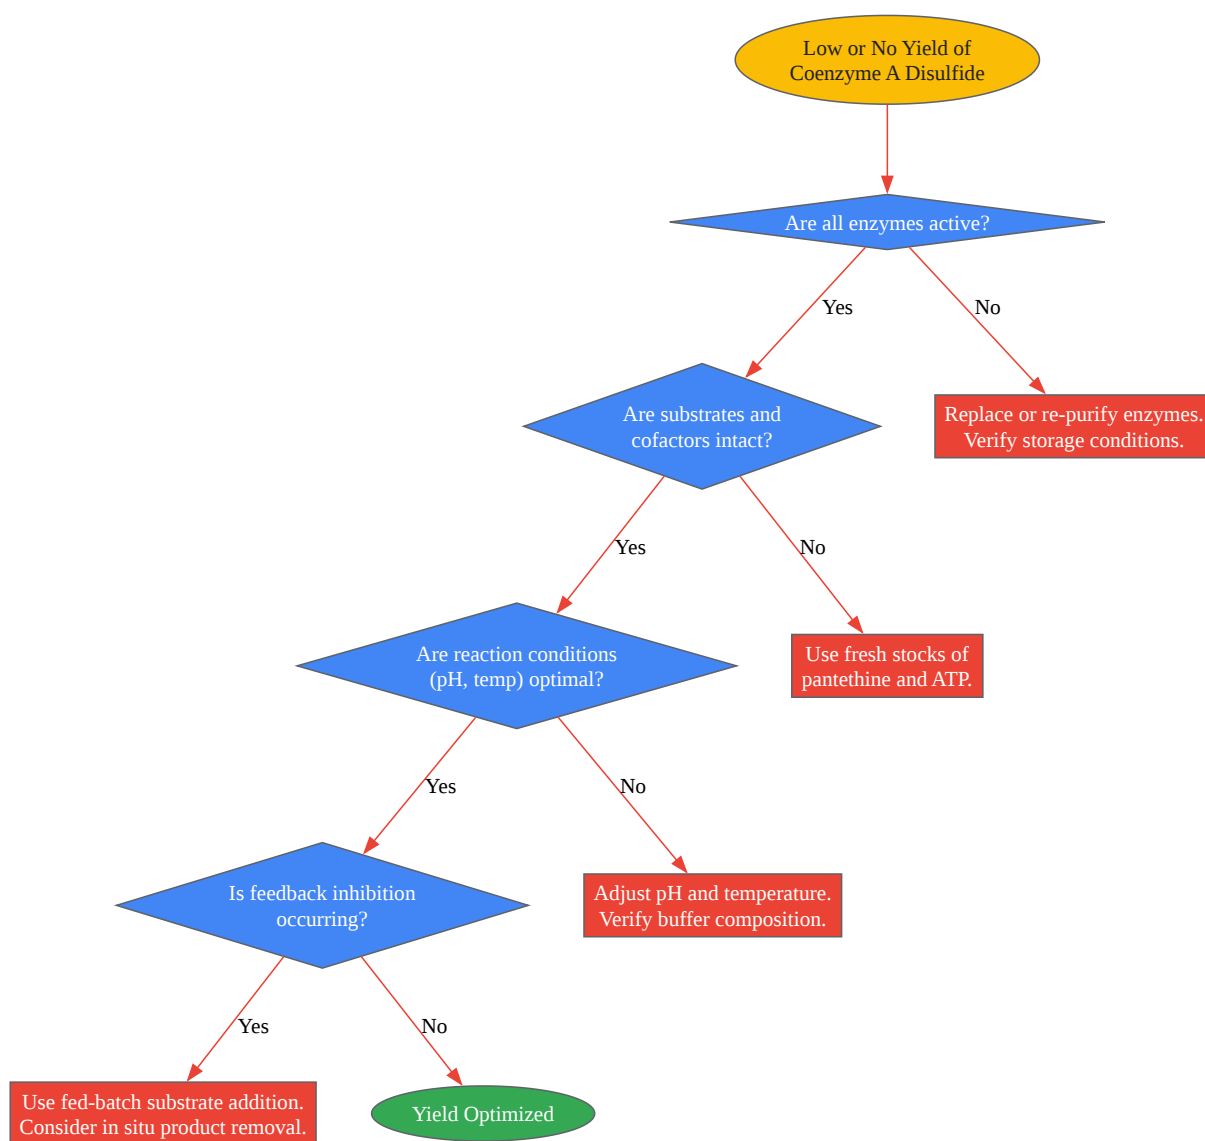 Low or No Yield of
Coenzyme A Disulfide
Are all enzymes active?
Yes
No
Are substrates and
cofactors intact?
Replace or re-purify enzymes.
Verify storage conditions.
Yes
No
Are reaction conditions
(pH, temp) optimal?
Use fresh stocks of
pantethine and ATP.
Yes
No
Is feedback inhibition
occurring?
Adjust pH and temperature.
Verify buffer composition.
Yes
No
Use fed-batch substrate addition.
Consider in situ product removal.
Yield Optimized